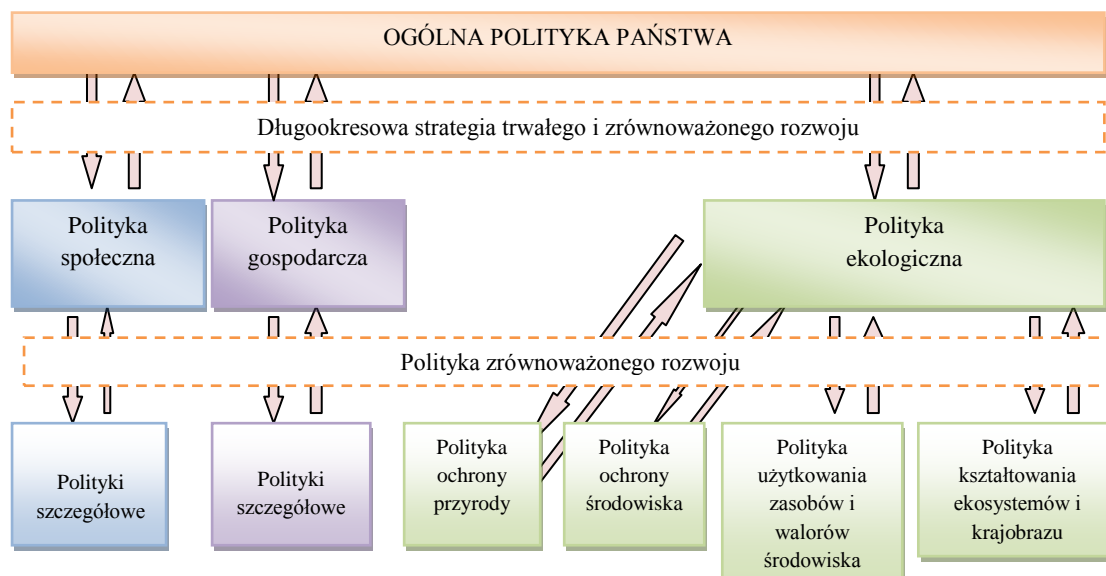 OGÓLNA POLITYKA PAŃSTWA
Długookresowa strategia trwałego i zrównoważonego rozwoju
Polityka
społeczna
Polityka
gospodarcza
Polityka
ekologiczna
Polityka zrównoważonego rozwoju
Polityki
szczegółowe
Polityki
szczegółowe
Polityka
ochrony
przyrody
Polityka
ochrony
środowiska
Polityka
użytkowania
zasobów i
walorów
środowiska
Polityka
kształtowania
ekosystemów i
krajobrazu